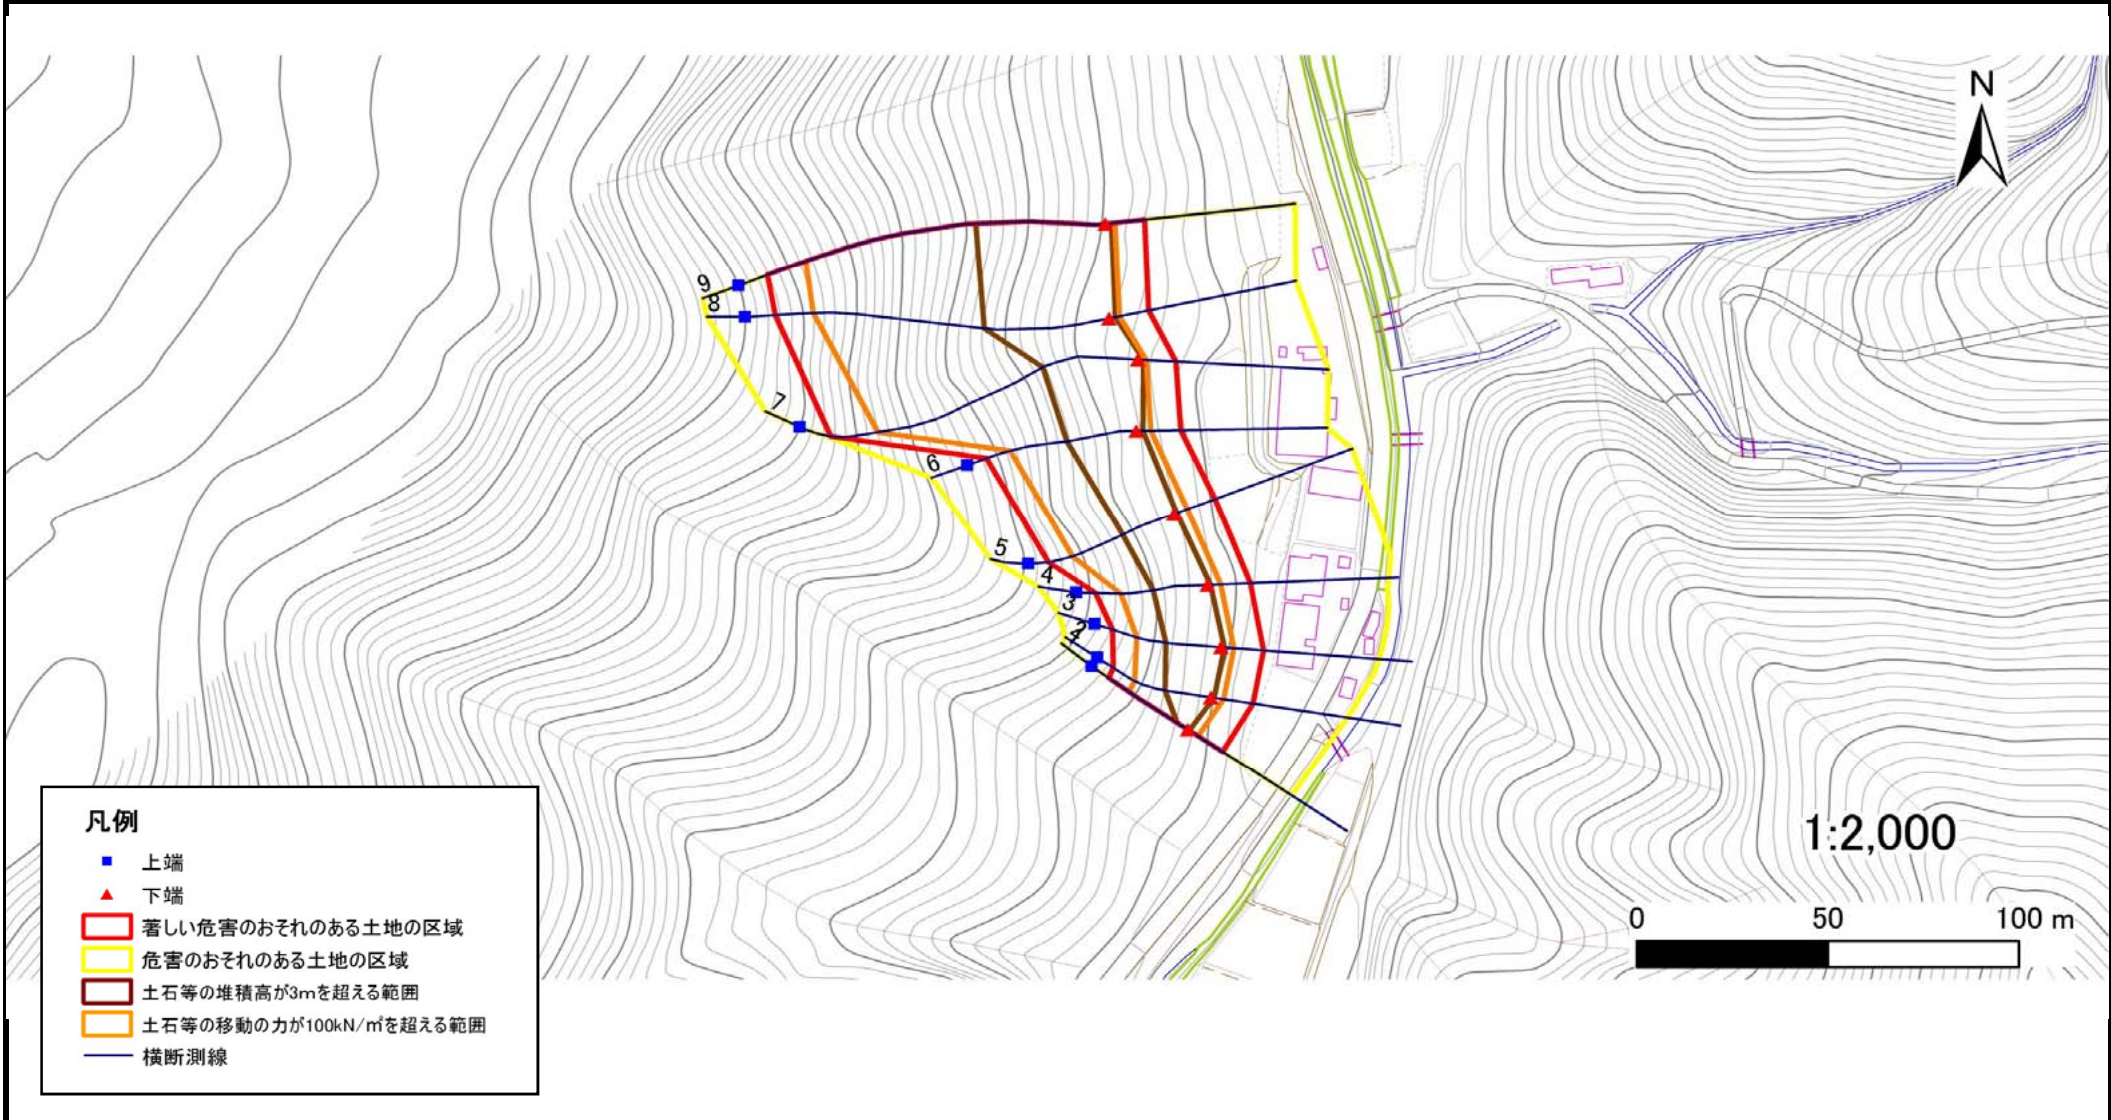 N
9
8
7
6
5
4
3
2
1
凡例
上端
下端
著しい危害のおそれのある土地の区域
危害のおそれのある土地の区域
土石等の堆積高が3mを超える範囲
土石等の移動の力が100kN/㎡を超える範囲
横断測線
1:2,000
0 50 100 m